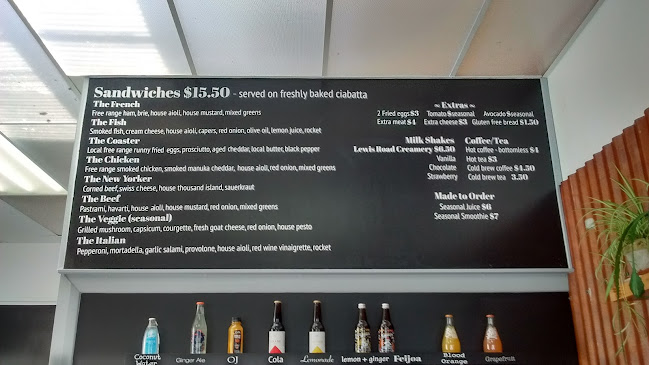 Sandwiches $15.50 - served on freshly baked ciabatta
The French
Free range ham, brie, house aioli, house mustard, mixed greens
The Fish
Smoked fish, cream cheese, house aioli, capers, red onion, olive oil, lemon juice, rocket
The Coaster
Local free range runny fried eggs, prosciutto, aged cheddar, local butter, black pepper
The Chicken
Free range smoked chicken, smoked manuka cheddar, house aioli, red onion, mixed greens
The New Yorker
Corned beef, swiss cheese, house thousand island, sauerkraut
The Beef
Pastrami, havarti, house aioli, house mustard, red onion, mixed greens
The Veggie (seasonal)
Grilled mushroom, capsicum, courgette, fresh goat cheese, red onion, house pesto
The Italian
Pepperoni, mortadella, garlic salami, provolone, house aioli, red wine vinaigrette, rocket
~ Extras ~
2 Fried eggs $3 Tomato $seasonal Avocado $seasonal
Extra meat $4 Extra cheese $3 Gluten free bread $1.50
Milk Shakes
Lewis Road Creamery $6.50
Vanilla
Chocolate
Strawberry
Coffee/Tea
Hot coffee - bottomless $4
Hot tea $3
Cold brew coffee $4.50
Cold brew tea 3.50
Made to Order
Seasonal Juice $6
Seasonal Smoothie $7
Coconut Water
Ginger Ale
OJ
Cola
Lemonade
lemon + ginger
Feijoa
Blood Orange
Grapefruit